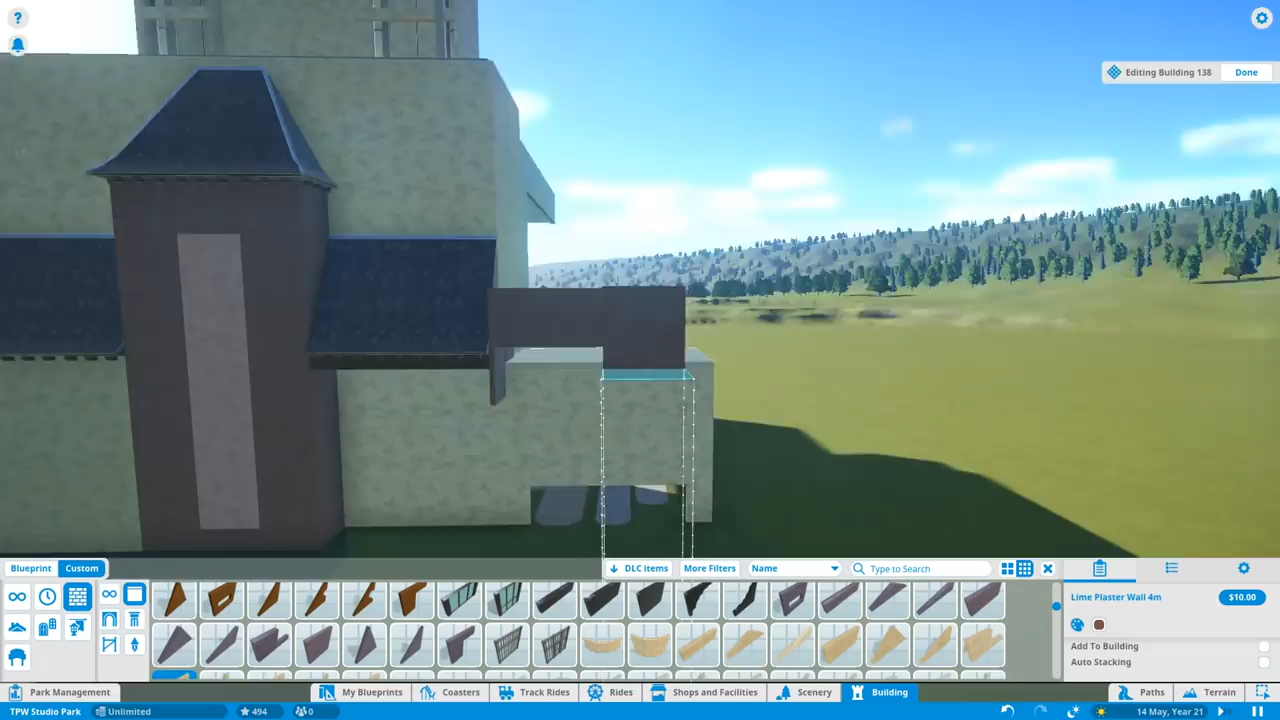 ?
Editing Building 138
Done
Blueprint
Custom
DLC items
More Filters
Name
Type to Search
Lime Plaster Wall 4m
$10.00
Add To Building
Auto Stacking
Park Management
My Blueprints
Coasters
Track Rides
Rides
Shops and Facilities
Scenery
Building
Paths
Terrain
TPW Studio Park
Unlimited
494
0
14 May, Year 21